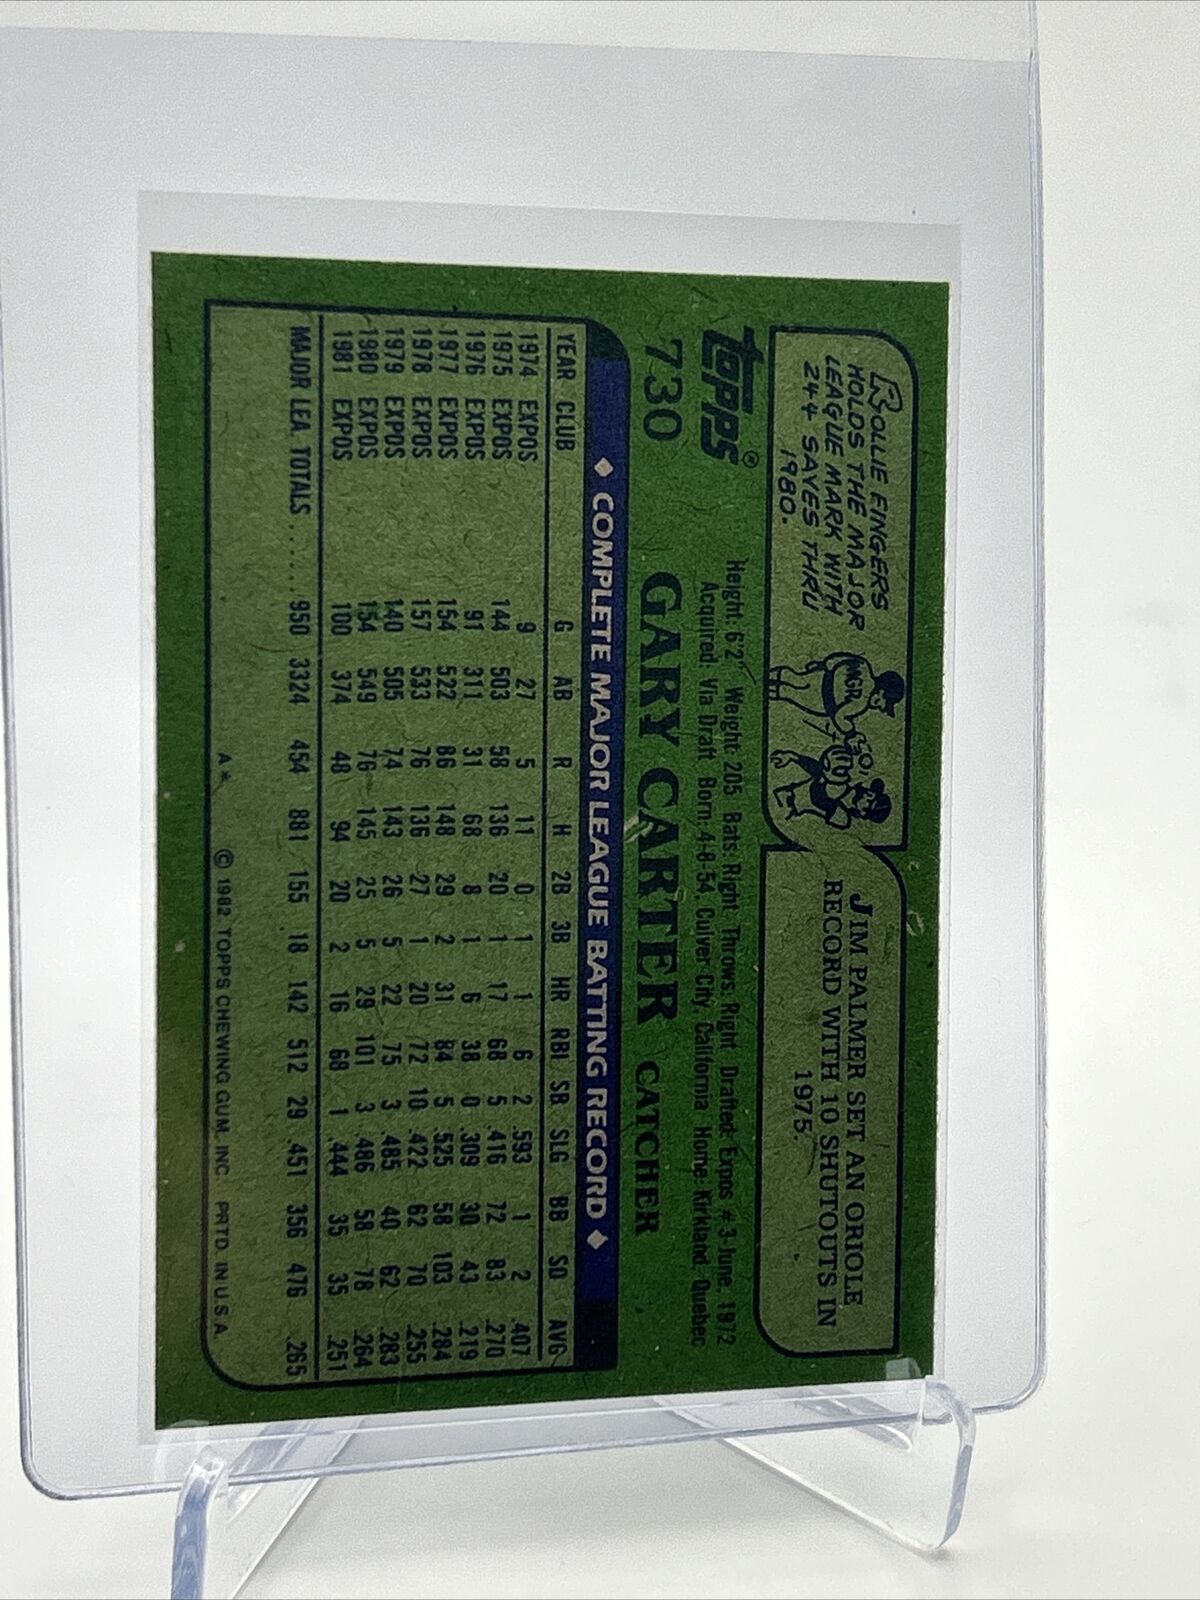 ROLLIE FINGERS
HOLDS THE MAJOR
LEAGUE MARK WITH
244 SAVES THRU
1980.
JIM PALMER SET AN ORIOLE
RECORD WITH 10 SHUTOUTS IN
1975.
topps®
730
Height: 6'2" Weight: 205 Bats: Right Throws: Right Drafted: Expos #3-June, 1972
Acquired: Via Draft Born: 4-8-54, Culver City, California Home: Kirkland, Quebec
GARY CARTER CATCHER
◆ COMPLETE MAJOR LEAGUE BATTING RECORD ◆
YEAR CLUB G AB R H 2B 3B HR RBI SB SLG BB SO AVG
1974 EXPOS 9 27 5 11 0 1 1 6 2 .593 1 2 .407
1975 EXPOS 144 503 58 136 20 1 17 68 5 .416 72 83 .270
1976 EXPOS 91 311 31 68 8 1 6 38 0 .309 30 43 .219
1977 EXPOS 154 522 86 148 29 2 31 84 5 .525 58 103 .284
1978 EXPOS 157 533 76 136 27 1 20 72 10 .422 62 70 .255
1979 EXPOS 140 505 74 143 26 5 22 75 3 .485 40 62 .283
1980 EXPOS 154 549 76 145 25 5 29 101 3 .486 58 78 .264
1981 EXPOS 100 374 48 94 20 2 16 68 1 .444 35 35 .251
MAJOR LEA. TOTALS ...... 950 3324 454 881 155 18 142 512 29 .451 356 476 .265
A* © 1982 TOPPS CHEWING GUM, INC. PRTD. IN U.S.A.